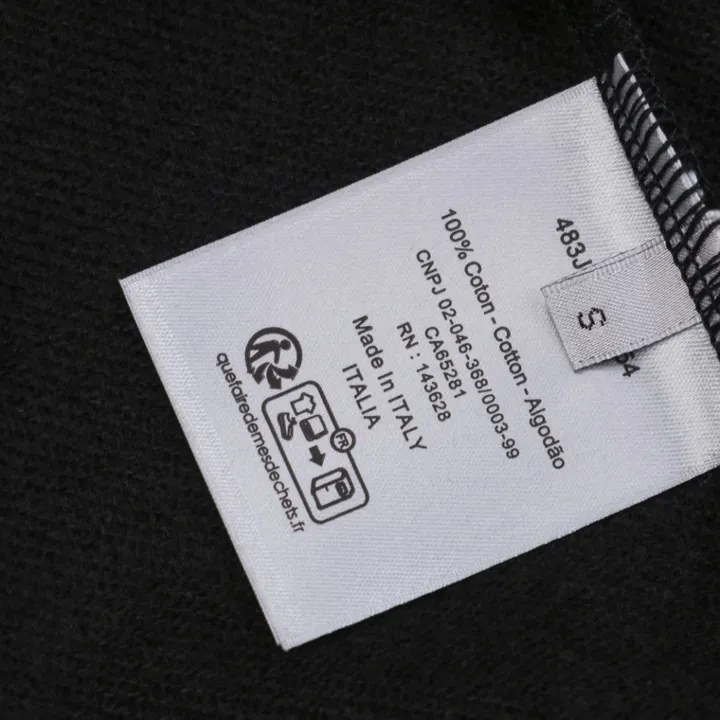 483J
64
S
100% Coton - Cotton - Algodão
CNPJ 02-046-368/0003-99
CA65281
RN : 143628
Made In ITALY
ITALIA
FR
quefairedemesdechets.fr